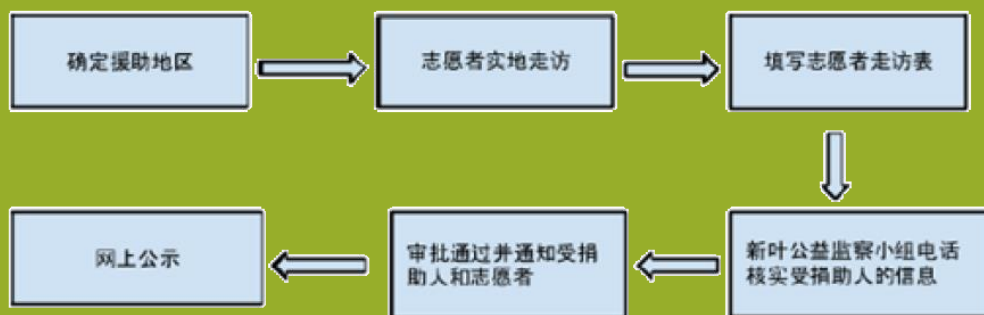 确定援助地区
志愿者实地走访
填写志愿者走访表
新叶公益监察小组电话
核实受捐助人的信息
审批通过并通知受捐
助人和志愿者
网上公示